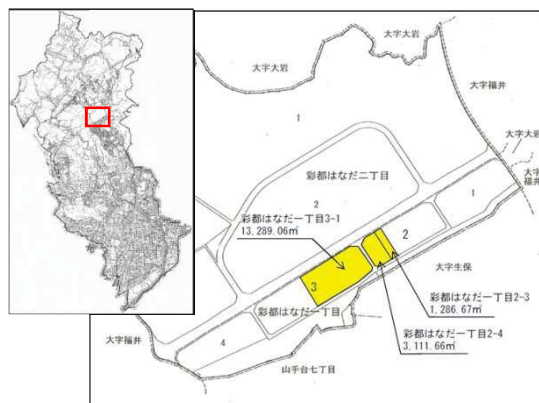 大字大岩
大字大岩
大字福井
大字大岩
大字福井
1
彩都はなだ二丁目
2
彩都はなだ一丁目3-1
13,289.06㎡
1
2
大字生保
3
彩都はなだ一丁目2-3
1,286.67㎡
彩都はなだ一丁目
彩都はなだ一丁目2-4
3,111.66㎡
大字福井
4
山手台七丁目